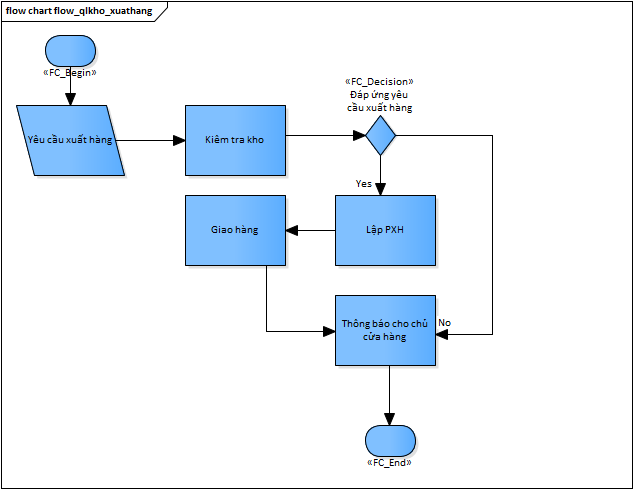 flow chart flow_qlkho_xuathang
«FC_Begin»
«FC_Decision»
Đáp ứng yêu
cầu xuất hàng
Yêu cầu xuất hàng
Kiểm tra kho
Yes
Giao hàng
Lập PXH
Thông báo cho chủ
cửa hàng
No
«FC_End»